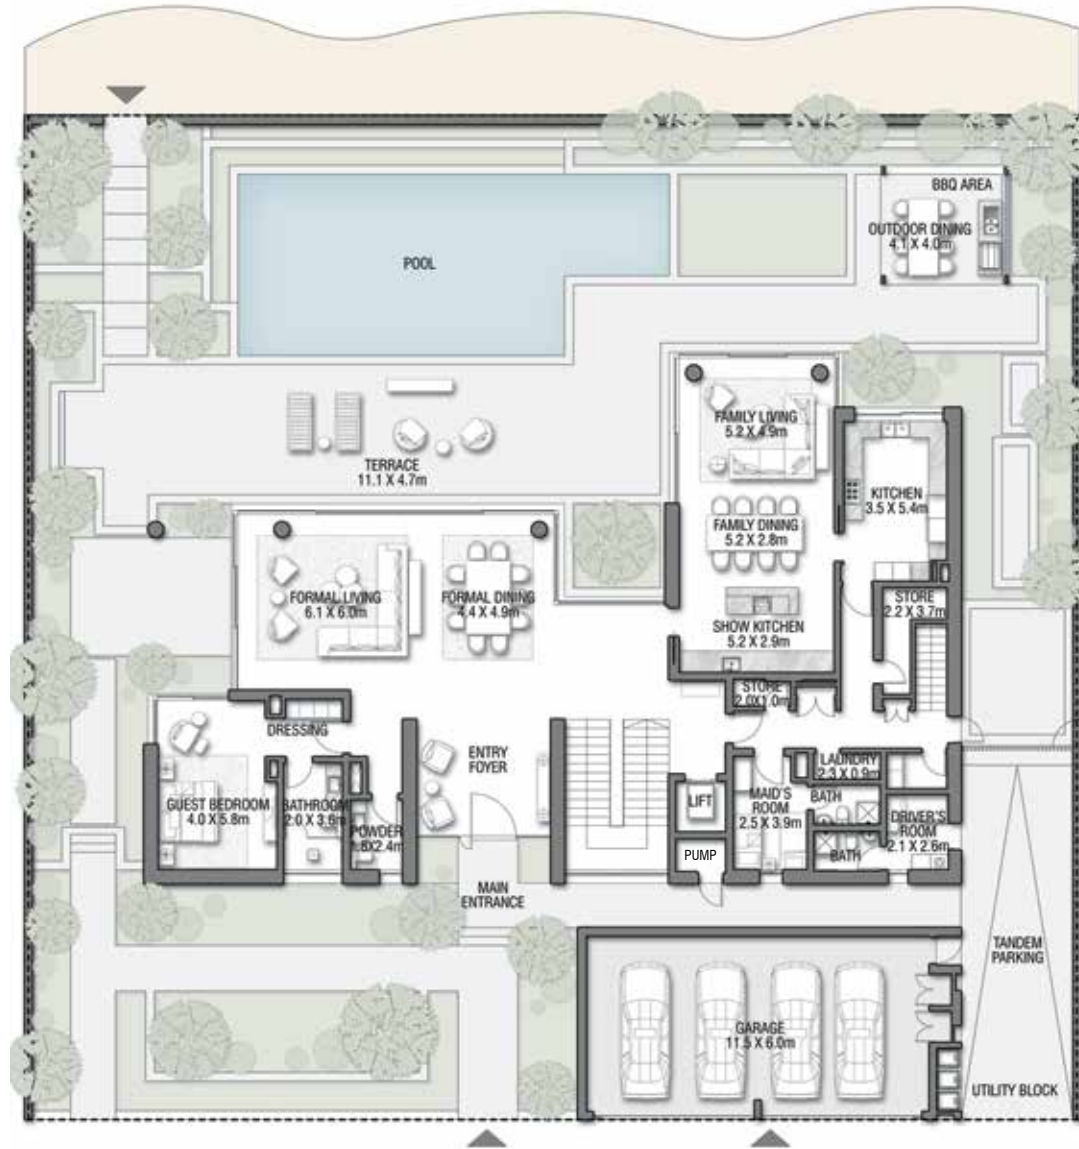 BBQ AREA
OUTDOOR DINING
4.1 X 4.0m
POOL
FAMILY LIVING
5.2 X 4.9m
TERRACE
11.1 X 4.7m
KITCHEN
3.5 X 5.4m
FAMILY DINING
5.2 X 2.8m
FORMAL LIVING
6.1 X 6.0m
FORMAL DINING
4.4 X 4.9m
STORE
2.2 X 3.7m
SHOW KITCHEN
5.2 X 2.9m
STORE
2.0X1.0m
DRESSING
ENTRY
FOYER
LAUNDRY
2.3 X 0.9m
GUEST BEDROOM
4.0 X 5.8m
BATHROOM
2.0 X 3.6m
POWDER
1.8X2.4m
LIFT
MAID'S
ROOM
2.5 X 3.9m
BATH
DRIVER'S
ROOM
2.1 X 2.6m
PUMP
BATH
MAIN
ENTRANCE
TANDEM
PARKING
GARAGE
11.5 X 6.0m
UTILITY BLOCK